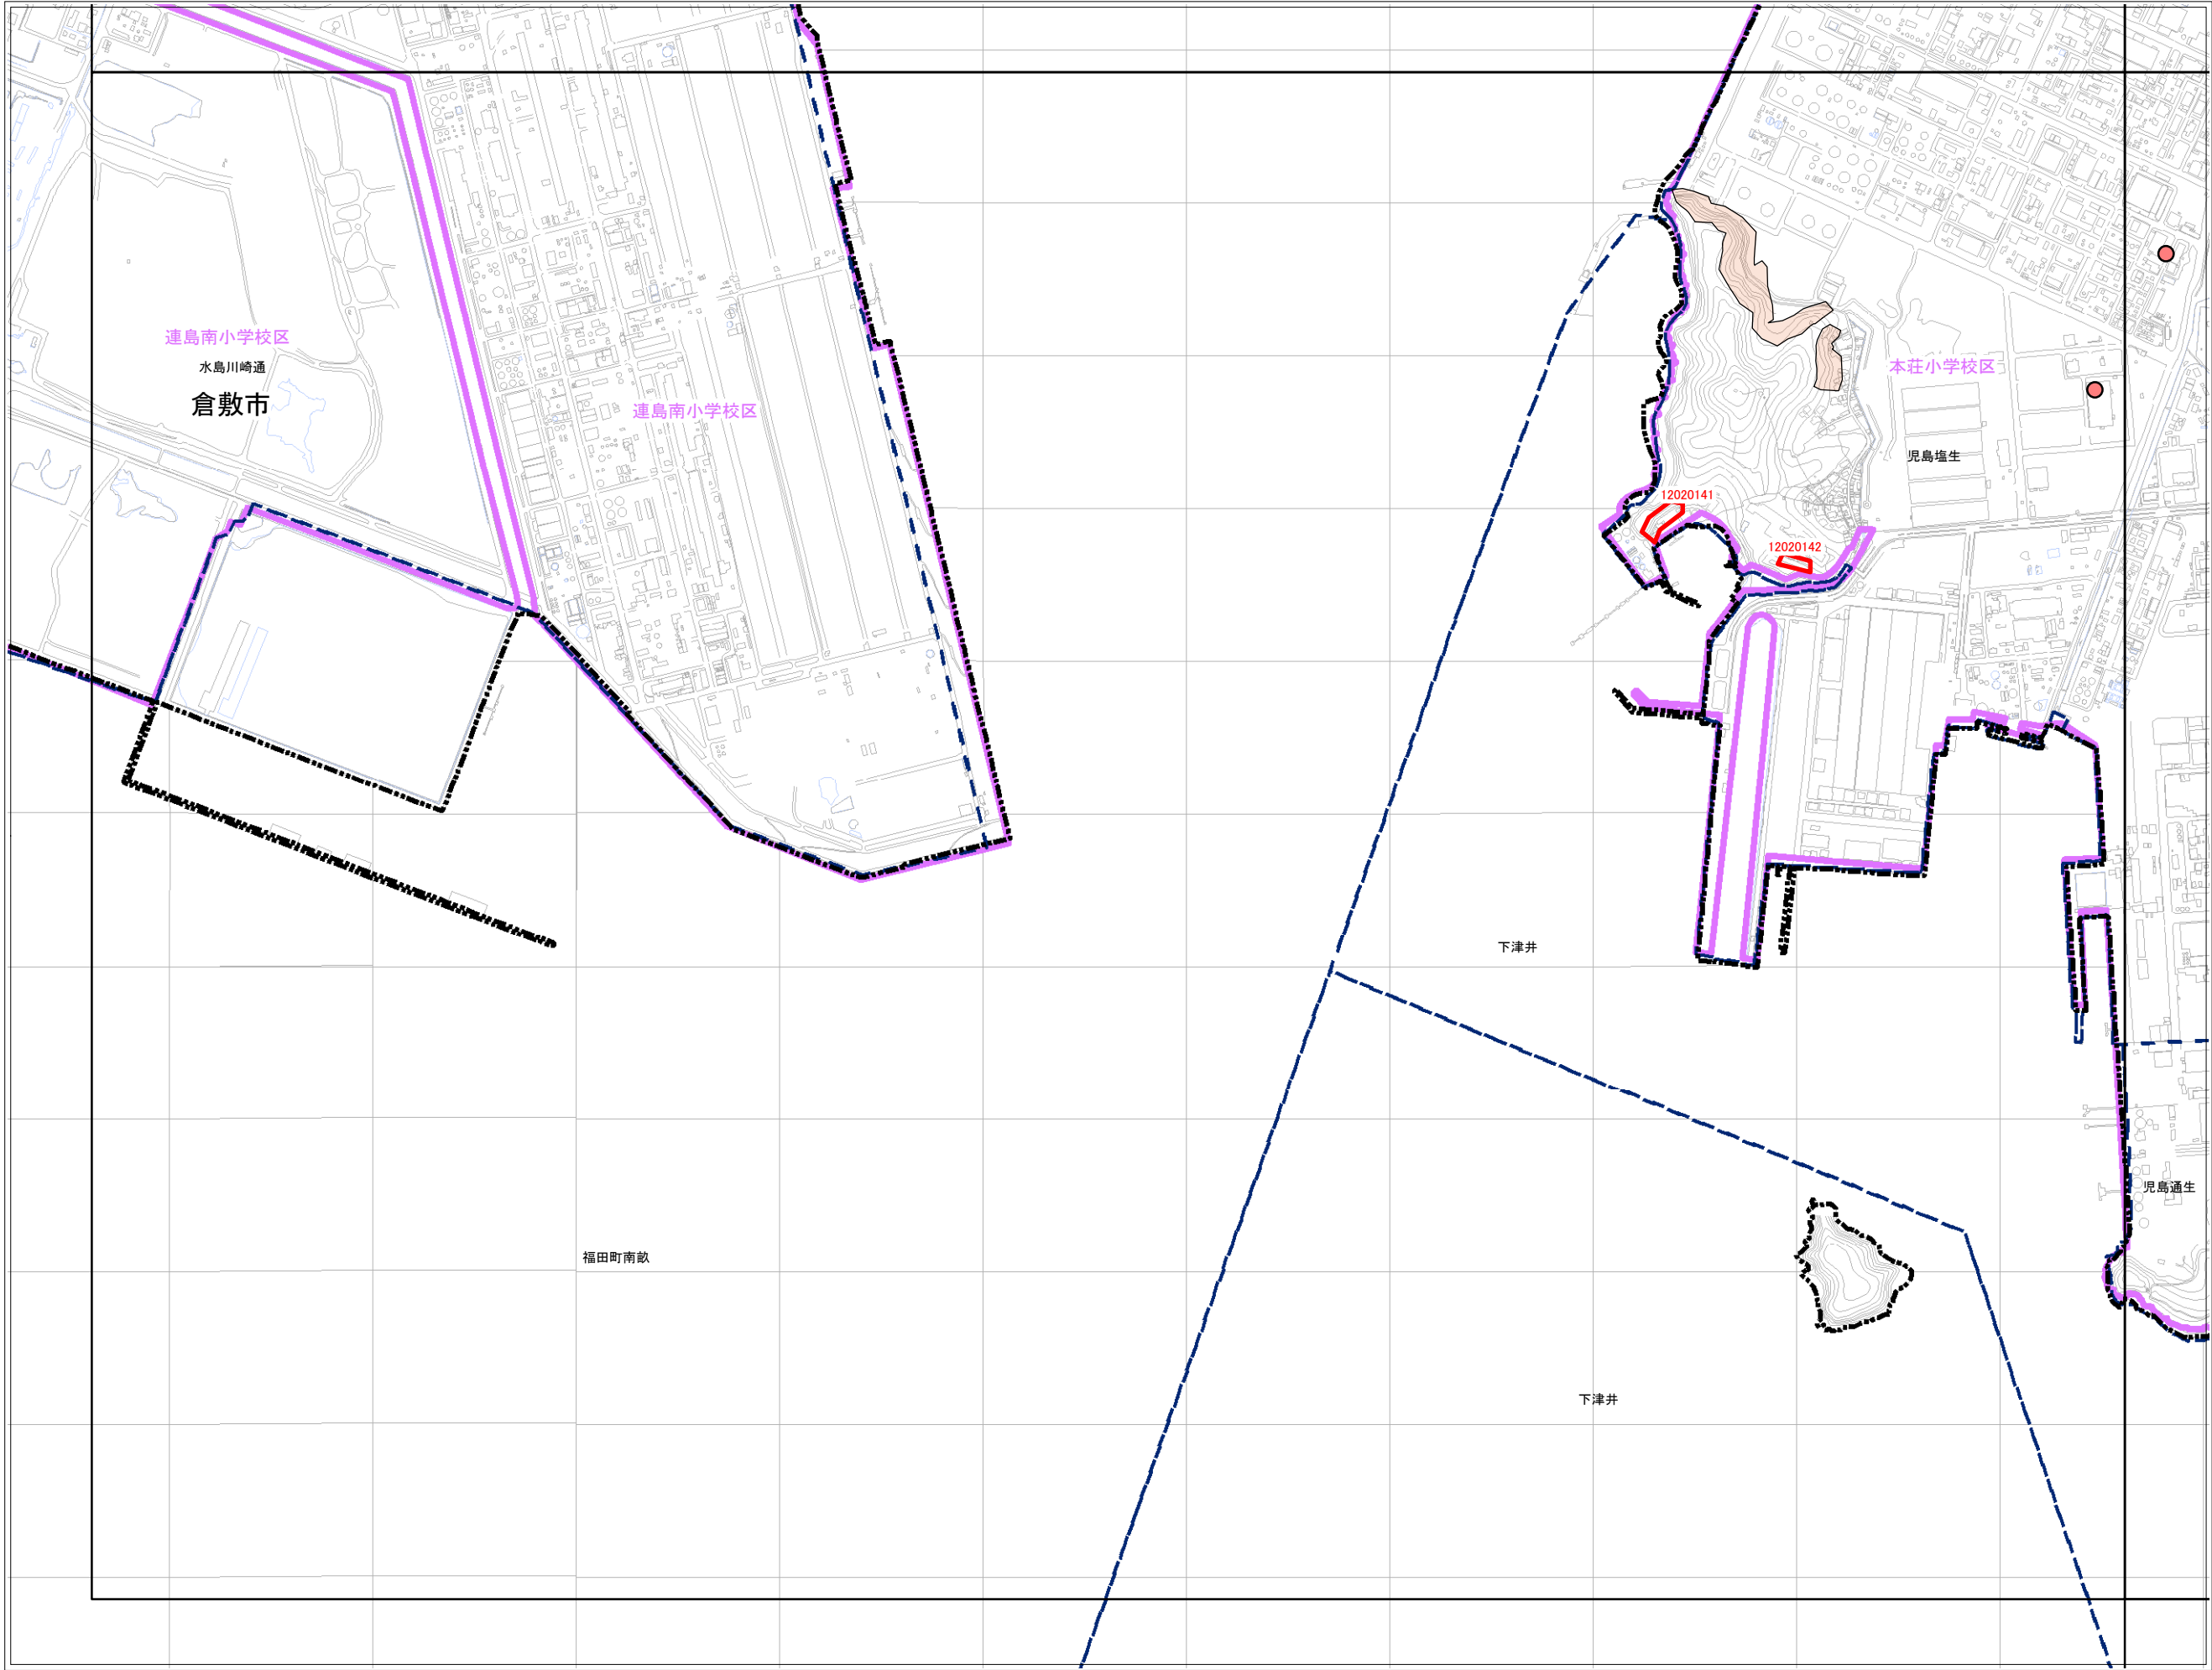 連島南小学校区
水島川崎通
倉敷市
連島南小学校区
本荘小学校区
児島塩生
12020141
12020142
下津井
児島通生
福田町南畝
下津井